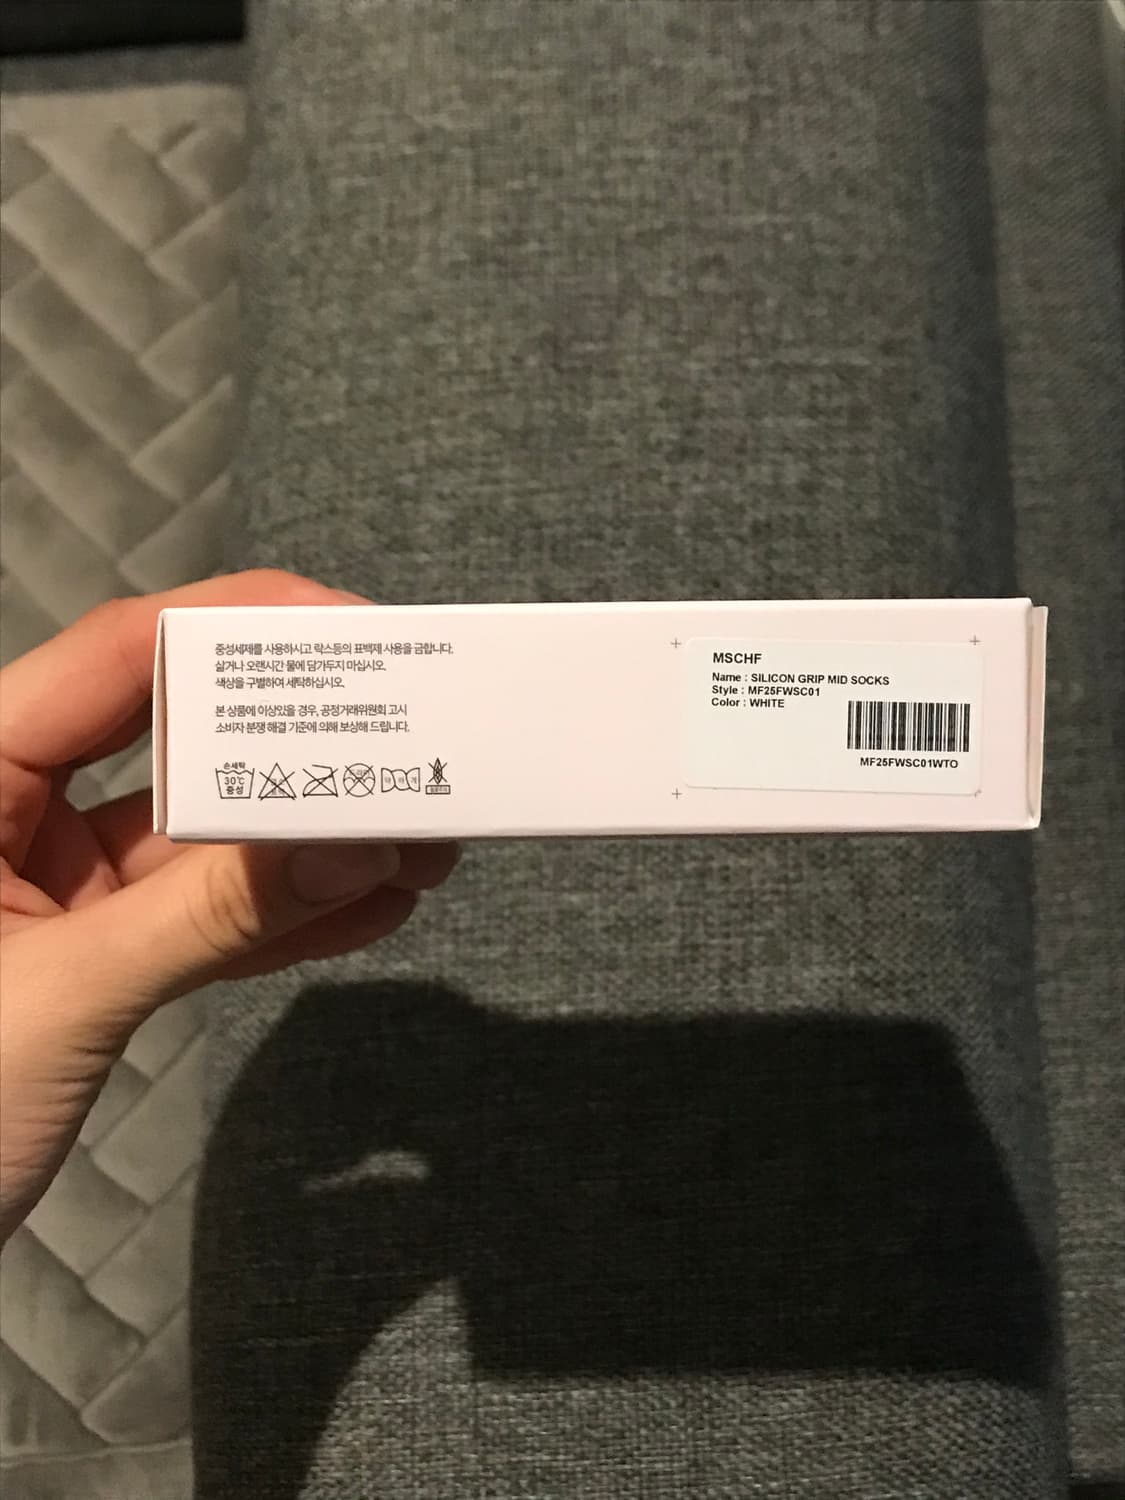 중성세제를 사용하시고 락스등의 표백제 사용을 금합니다.
삶거나 오랜시간 물에 담가두지 마십시오.
색상을 구별하여 세탁하십시오.
본 상품에 이상있을 경우, 공정거래위원회 고시
소비자 분쟁 해결 기준에 의해 보상해 드립니다.
손세탁
30℃
중성
MSCHF
Name : SILICON GRIP MID SOCKS
Style : MF25FWSC01
Color : WHITE
MF25FWSC01WTO